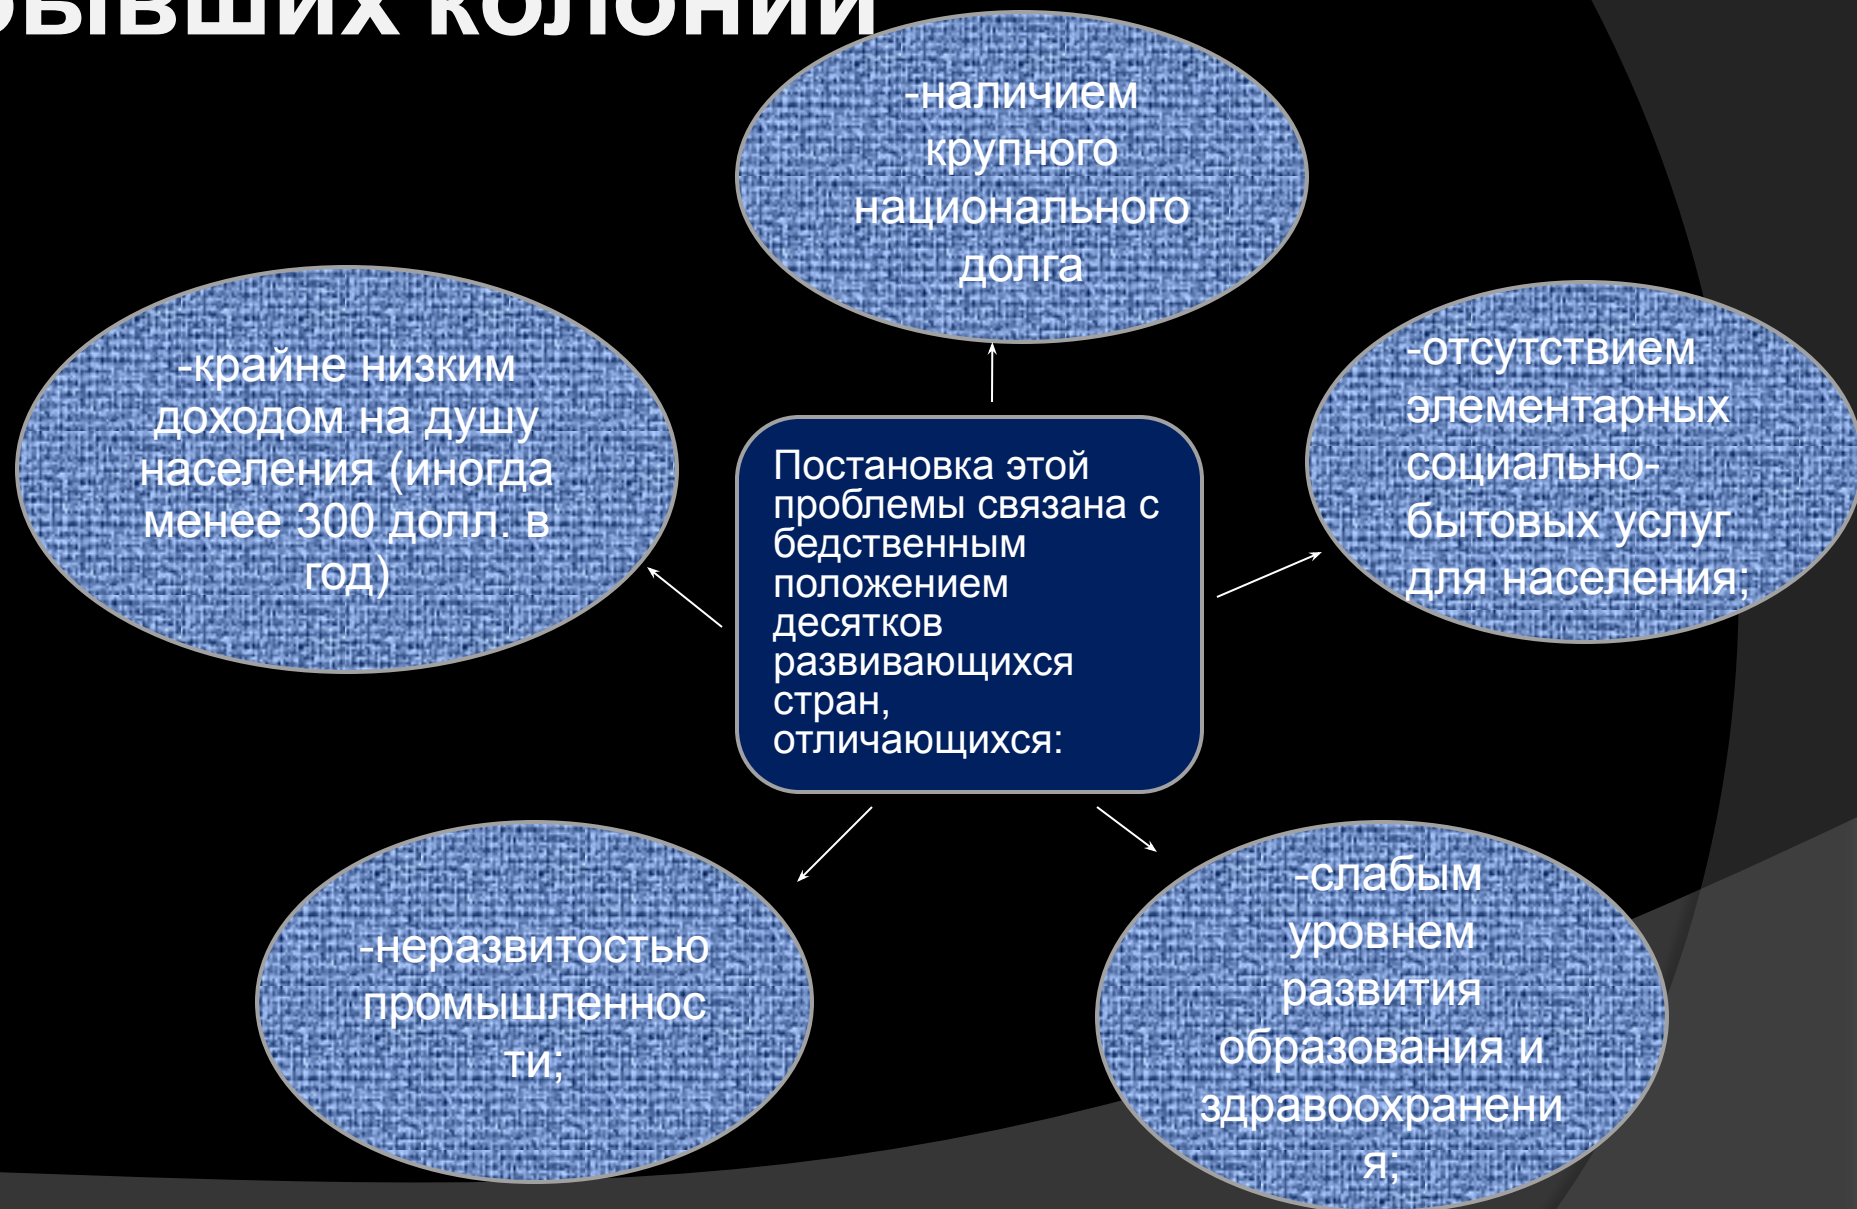 бывших колоний
-наличием
крупного
национального
долга
-крайне низким
доходом на душу
населения (иногда
менее 300 долл. в
год)
-отсутствием
элементарных
социально-
бытовых услуг
для населения;
Постановка этой
проблемы связана с
бедственным
положением
десятков
развивающихся
стран,
отличающихся:
-неразвитостью
промышленнос
ти;
-слабым
уровнем
развития
образования и
здравоохранени
я;